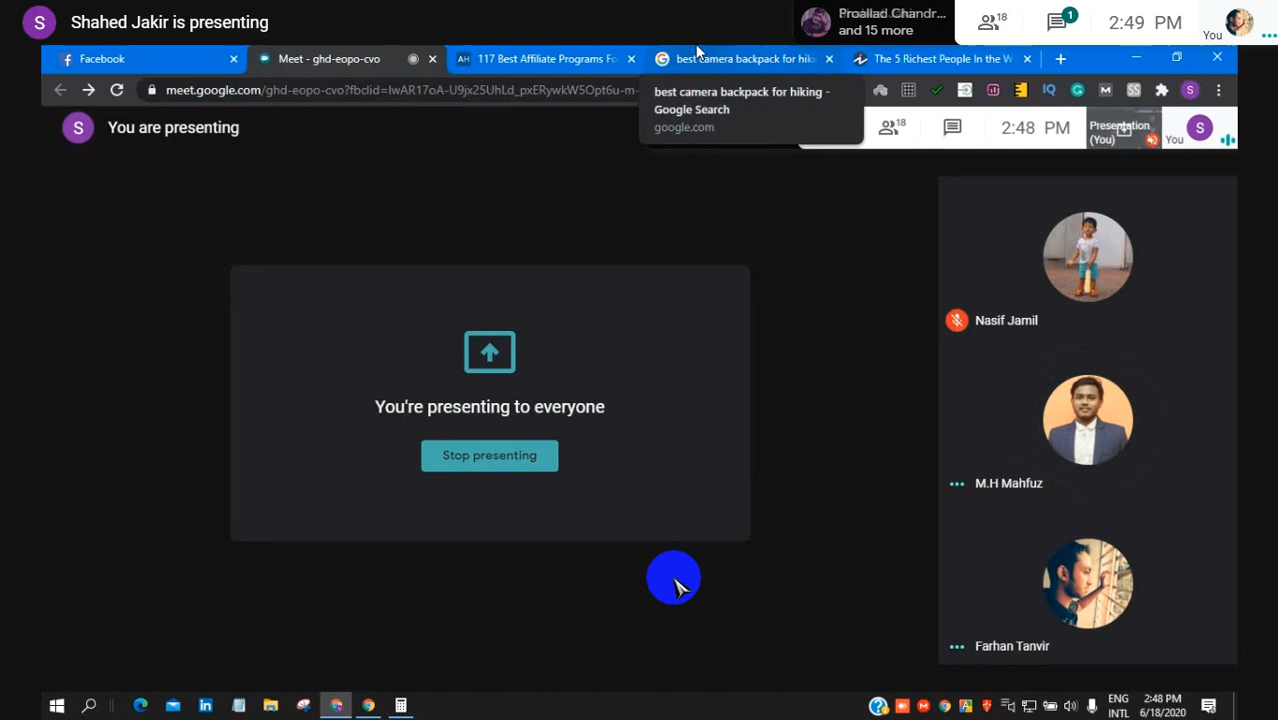 S Shahed Jakir is presenting
and 15 more
18
1
2:49 PM
You
Facebook
Meet - ghd-eopo-cvo
AH 117 Best Affiliate Programs Fo
best camera backpack for hik
The 5 Richest People In the W
meet.google.com/ghd-eopo-cvo?fbclid=IwAR17oA-U9jx25UhLd_pxERywkW5Opt6u-m-
IQ
M
SS
S
best camera backpack for hiking -
Google Search
google.com
S You are presenting
18
2:48 PM
Presentation
(You)
You
S
You're presenting to everyone
Stop presenting
Nasif Jamil
M.H Mahfuz
Farhan Tanvir
ENG
INTL
2:48 PM
6/18/2020